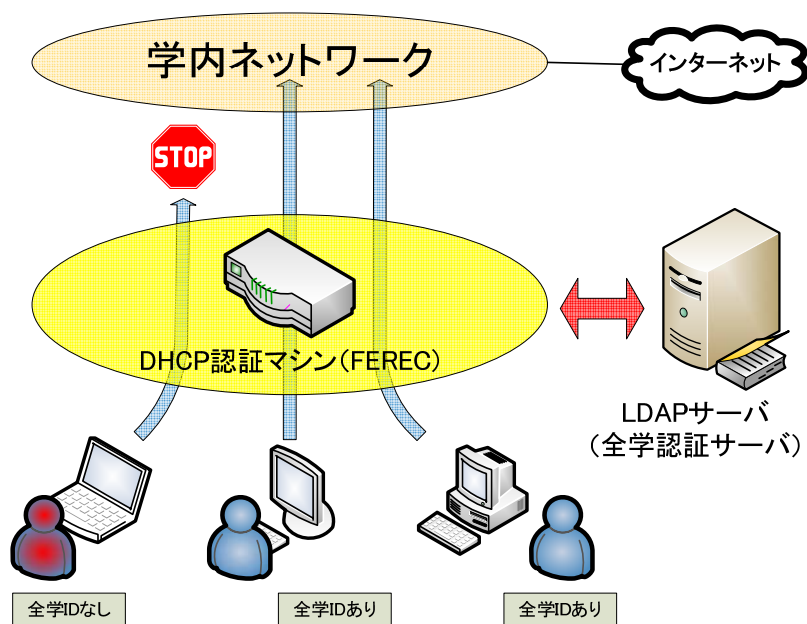 学内ネットワーク
インターネット
STOP
DHCP認証マシン(FEREC)
LDAPサーバ
(全学認証サーバ)
全学IDなし
全学IDあり
全学IDあり